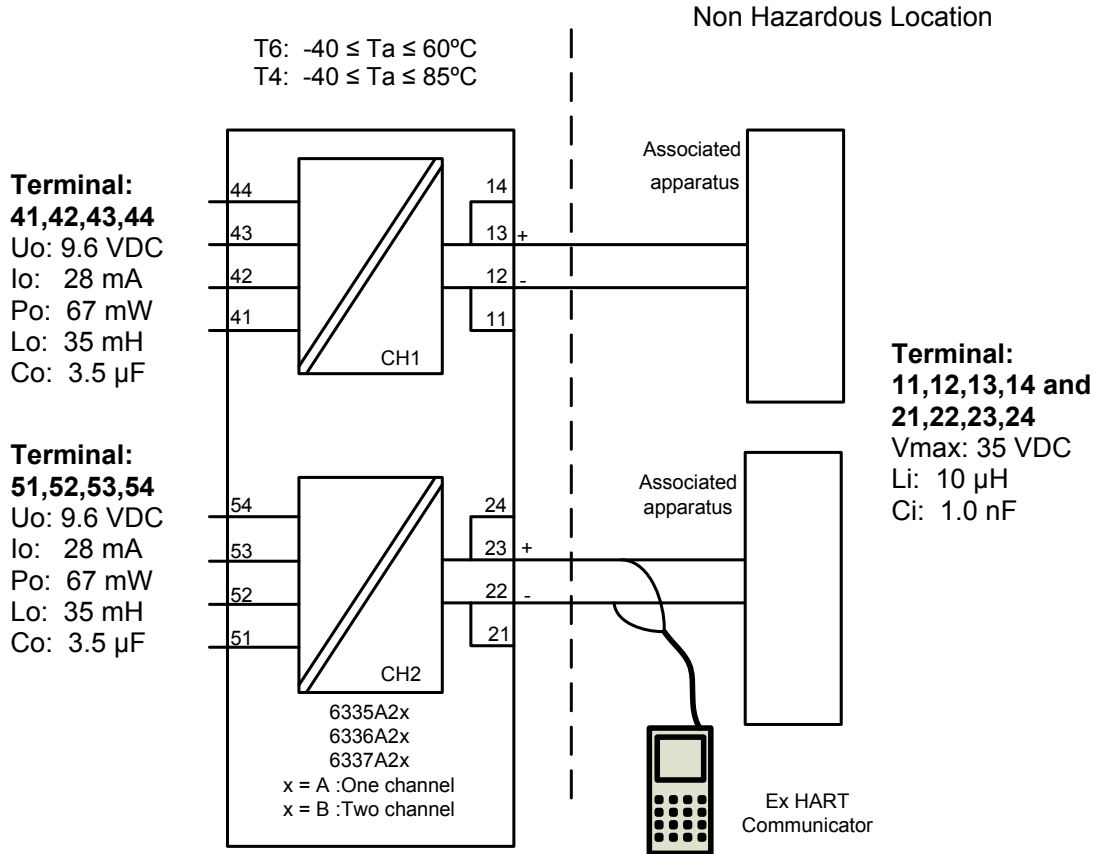 Non Hazardous Location
T6: -40 ≤ Ta ≤ 60ºC
T4: -40 ≤ Ta ≤ 85ºC
Terminal:
41,42,43,44
Uo: 9.6 VDC
Io: 28 mA
Po: 67 mW
Lo: 35 mH
Co: 3.5 µF
44
43
42
41
CH1
14
13 +
12 -
11
Associated
apparatus
Terminal:
11,12,13,14 and
21,22,23,24
Vmax: 35 VDC
Li: 10 µH
Ci: 1.0 nF
Terminal:
51,52,53,54
Uo: 9.6 VDC
Io: 28 mA
Po: 67 mW
Lo: 35 mH
Co: 3.5 µF
54
53
52
51
CH2
24
23 +
22 -
21
Associated
apparatus
6335A2x
6336A2x
6337A2x
x = A :One channel
x = B :Two channel
Ex HART
Communicator